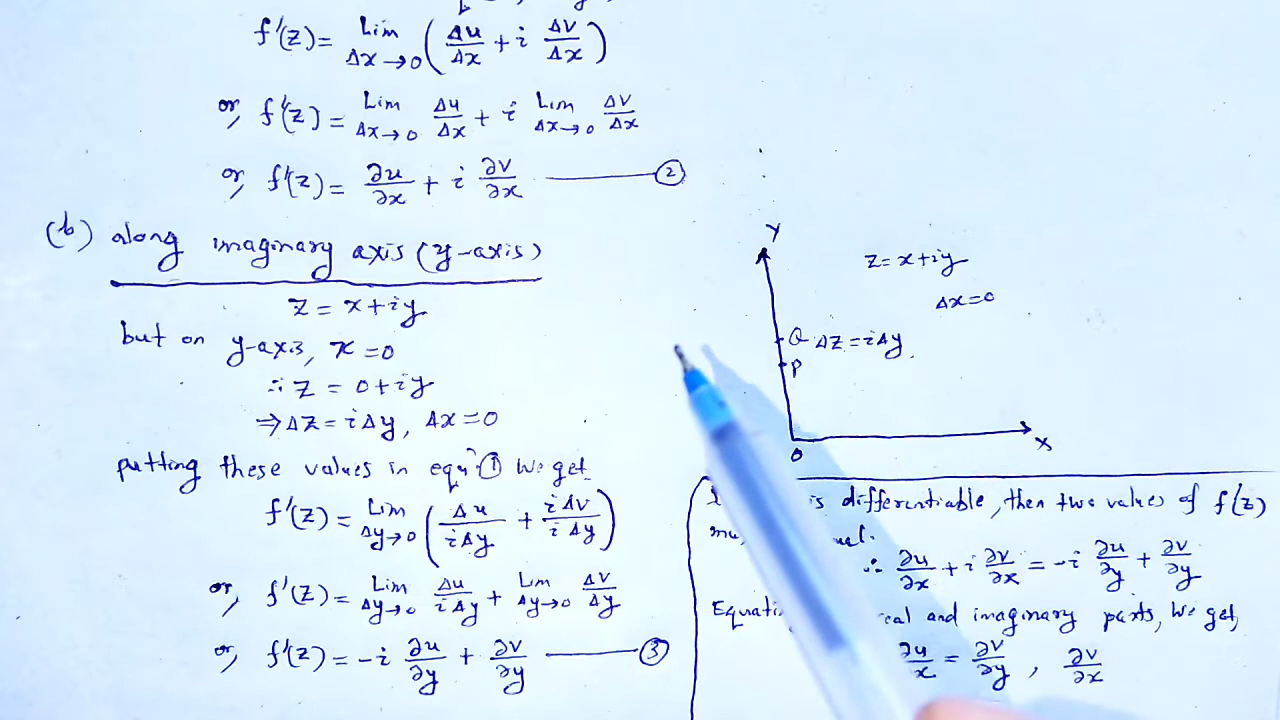 f'(z) = Lim Δx→0 (Δu/Δx + i Δv/Δx)
or, f'(z) = Lim Δx→0 Δu/Δx + i Lim Δx→0 Δv/Δx
or, f'(z) = ∂u/∂x + i ∂v/∂x ——— ②
(b) along imaginary axis (y-axis)
z = x+iy
but on y-axis, x = 0
∴ z = 0+iy
⇒ Δz = iΔy, Δx = 0
putting these values in eqn ① we get
f'(z) = Lim Δy→0 (Δu/iΔy + iΔv/iΔy)
or, f'(z) = Lim Δy→0 Δu/iΔy + Lim Δy→0 Δv/Δy
or, f'(z) = -i ∂u/∂y + ∂v/∂y ——— ③
Y
z = x+iy
Δx=0
Q Δz = iΔy.
P
O
X
is differentiable, then two values of f'(z)
∴ ∂u/∂x + i ∂v/∂x = -i ∂u/∂y + ∂v/∂y
and imaginary parts, we get,
∂u/∂x = ∂v/∂y , ∂v/∂x